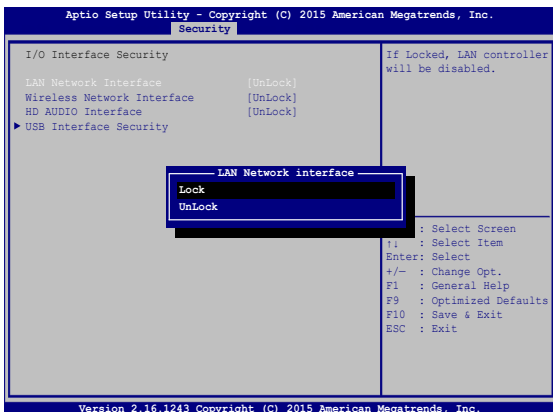 Aptio Setup Utility - Copyright (C) 2015 American Megatrends, Inc.
Security
I/O Interface Security
LAN Network Interface [UnLock]
Wireless Network Interface [UnLock]
HD AUDIO Interface [UnLock]
USB Interface Security
If Locked, LAN controller
will be disabled.
LAN Network interface
Lock
UnLock
: Select Screen
↑↓ : Select Item
Enter: Select
+/— : Change Opt.
F1 : General Help
F9 : Optimized Defaults
F10 : Save & Exit
ESC : Exit
Version 2.16.1243 Copyright (C) 2015 American Megatrends, Inc.